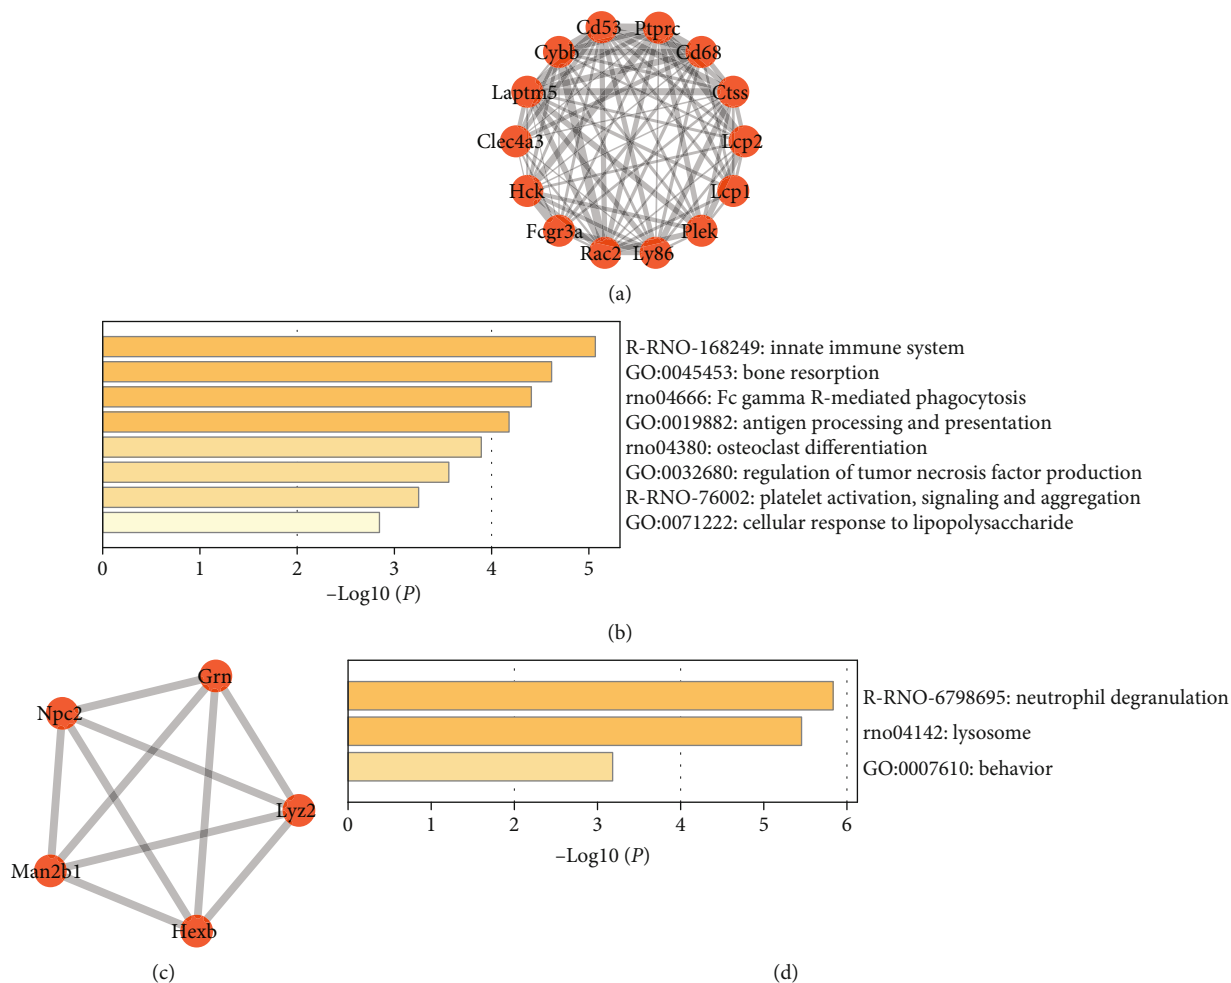 Cd53 Ptprc
Cybb Cd68
Laptm5 Ctss
Clec4a3 Lcp2
Hck Lcp1
Fcgr3a Plek
Rac2 Ly86
(a)
R-RNO-168249: innate immune system
GO:0045453: bone resorption
rno04666: Fc gamma R-mediated phagocytosis
GO:0019882: antigen processing and presentation
rno04380: osteoclast differentiation
GO:0032680: regulation of tumor necrosis factor production
R-RNO-76002: platelet activation, signaling and aggregation
GO:0071222: cellular response to lipopolysaccharide
0 1 2 3 4 5
–Log10 (P)
(b)
Grn
Npc2
Lyz2
Man2b1
Hexb
(c)
R-RNO-6798695: neutrophil degranulation
rno04142: lysosome
GO:0007610: behavior
0 1 2 3 4 5 6
–Log10 (P)
(d)